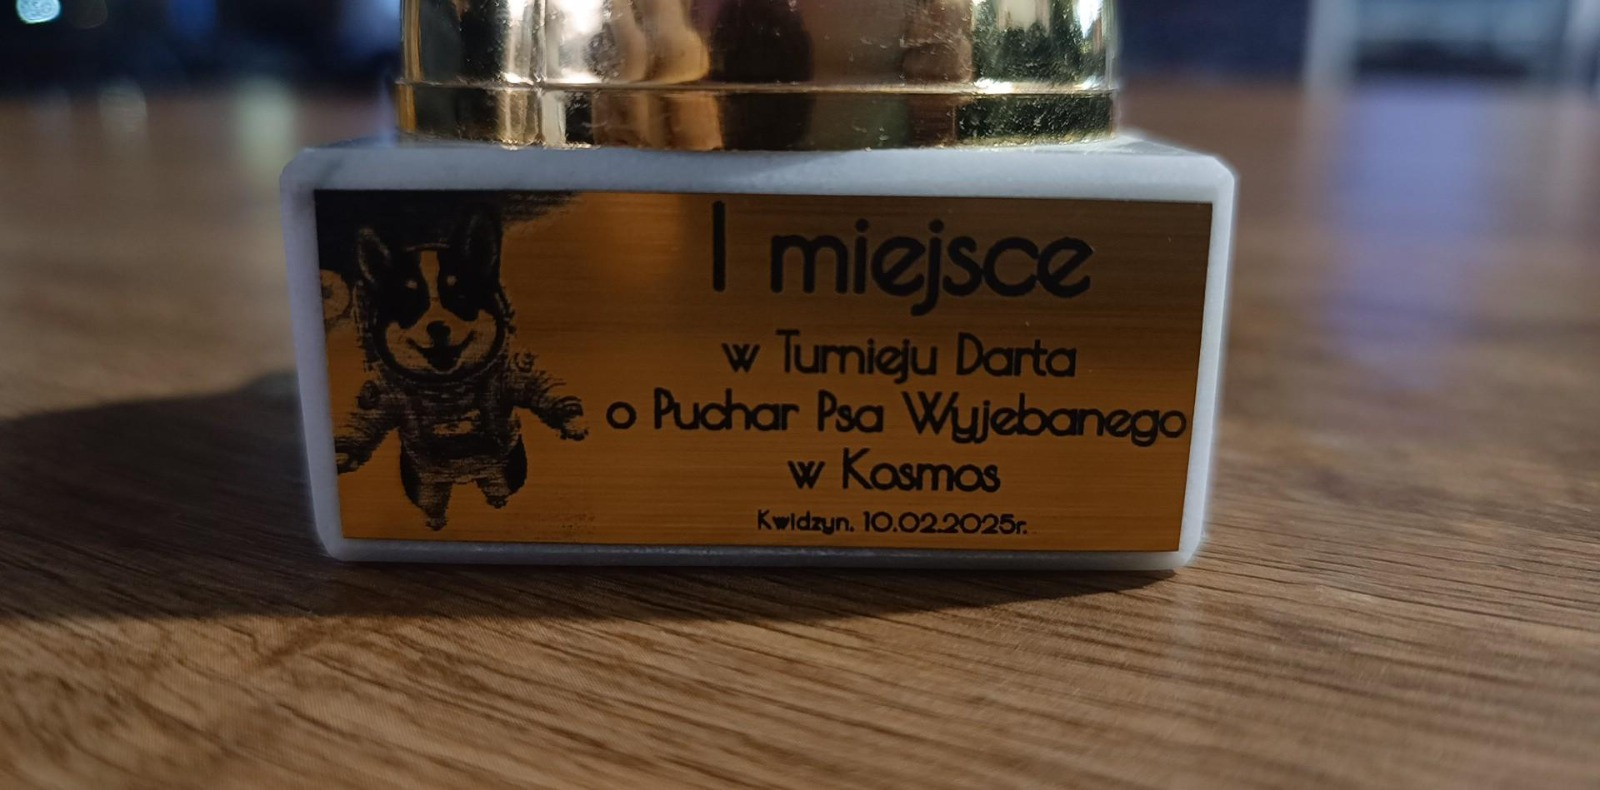 I miejsce
w Turnieju Darta
o Puchar Psa Wyjebanego
w Kosmos
Kwidzyn. 10.02.2025r.